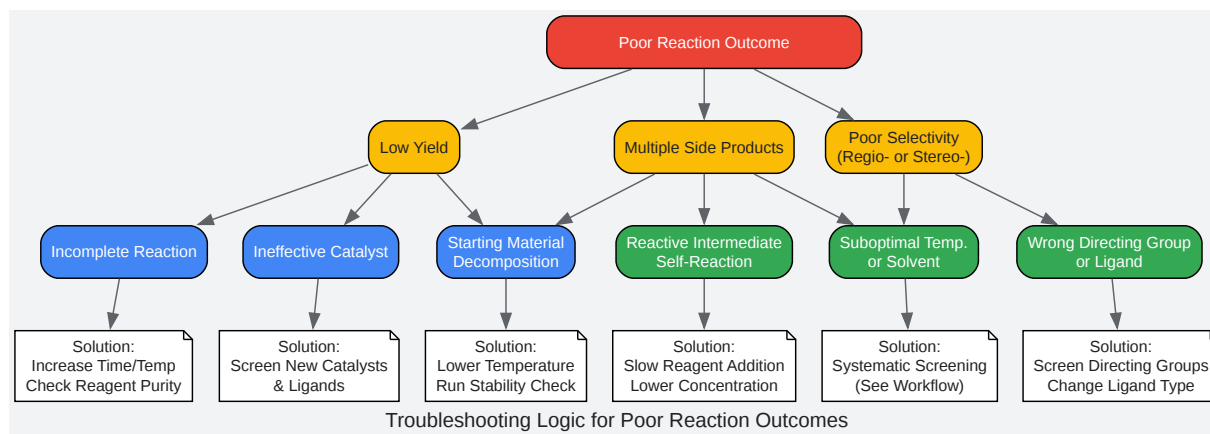 Poor Reaction Outcome
Low Yield
Multiple Side Products
Poor Selectivity
(Regio- or Stereo-)
Incomplete Reaction
Ineffective Catalyst
Starting Material
Decomposition
Reactive Intermediate
Self-Reaction
Suboptimal Temp.
or Solvent
Wrong Directing Group
or Ligand
Solution:
Increase Time/Temp
Check Reagent Purity
Solution:
Screen New Catalysts
& Ligands
Solution:
Lower Temperature
Run Stability Check
Solution:
Slow Reagent Addition
Lower Concentration
Solution:
Systematic Screening
(See Workflow)
Solution:
Screen Directing Groups
Change Ligand Type
Troubleshooting Logic for Poor Reaction Outcomes